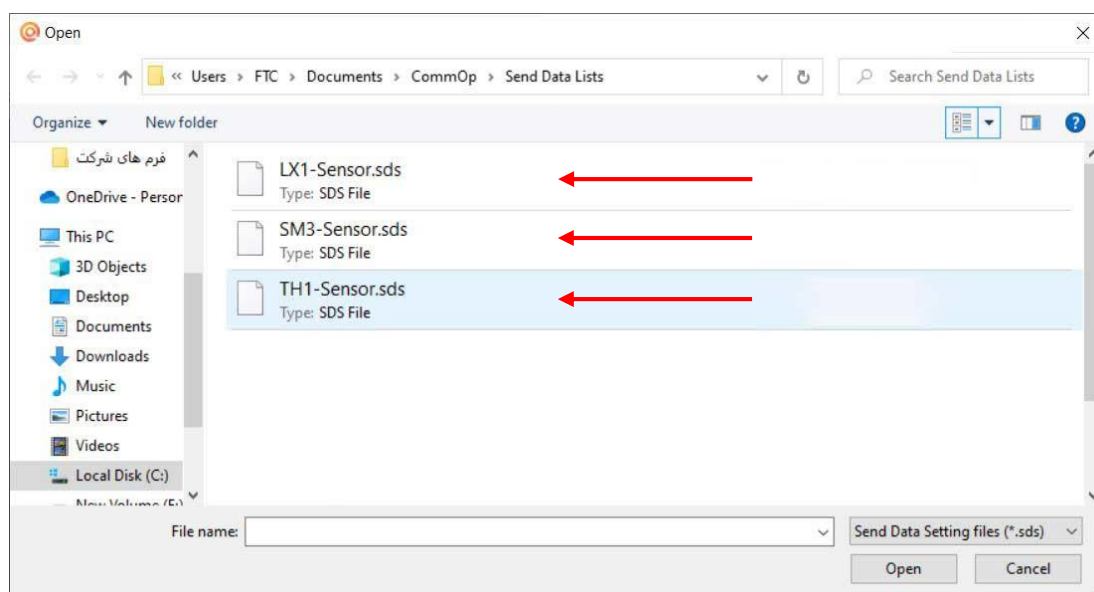 Open
« Users › FTC › Documents › CommOp › Send Data Lists
Search Send Data Lists
Organize
New folder
فرم های شرکت
OneDrive - Person
This PC
3D Objects
Desktop
Documents
Downloads
Music
Pictures
Videos
Local Disk (C:)
LX1-Sensor.sds
Type: SDS File
SM3-Sensor.sds
Type: SDS File
TH1-Sensor.sds
Type: SDS File
File name:
Send Data Setting files (*.sds)
Open
Cancel